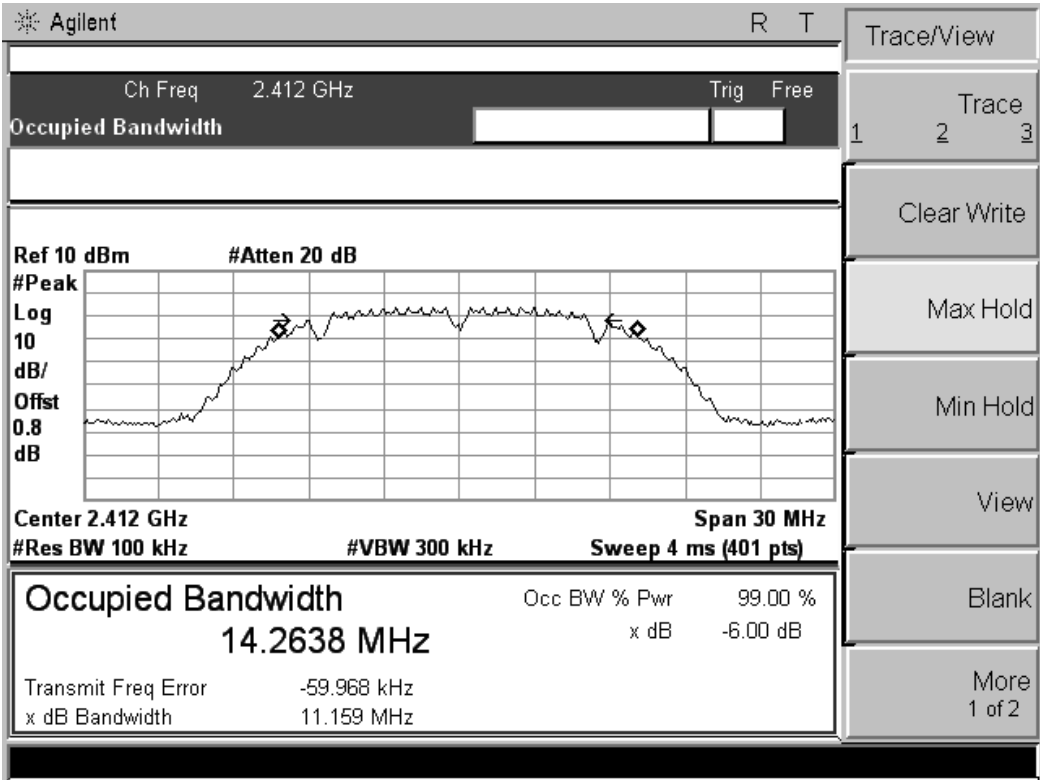 Agilent R T
Ch Freq 2.412 GHz Trig Free
Occupied Bandwidth
Ref 10 dBm #Atten 20 dB
#Peak
Log
10
dB/
Offst
0.8
dB
Center 2.412 GHz Span 30 MHz
#Res BW 100 kHz #VBW 300 kHz Sweep 4 ms (401 pts)
Occupied Bandwidth
14.2638 MHz
Occ BW % Pwr 99.00 %
x dB -6.00 dB
Transmit Freq Error -59.968 kHz
x dB Bandwidth 11.159 MHz
Trace/View
Trace
1 2 3
Clear Write
Max Hold
Min Hold
View
Blank
More
1 of 2